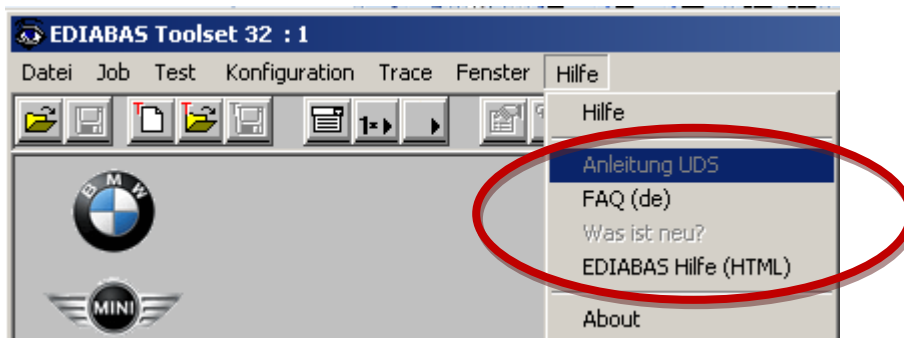 EDIABAS Toolset 32 : 1
Datei Job Test Konfiguration Trace Fenster Hilfe
T T T 1x
Hilfe
BMW
Anleitung UDS
FAQ (de)
Was ist neu?
EDIABAS Hilfe (HTML)
MINI
About